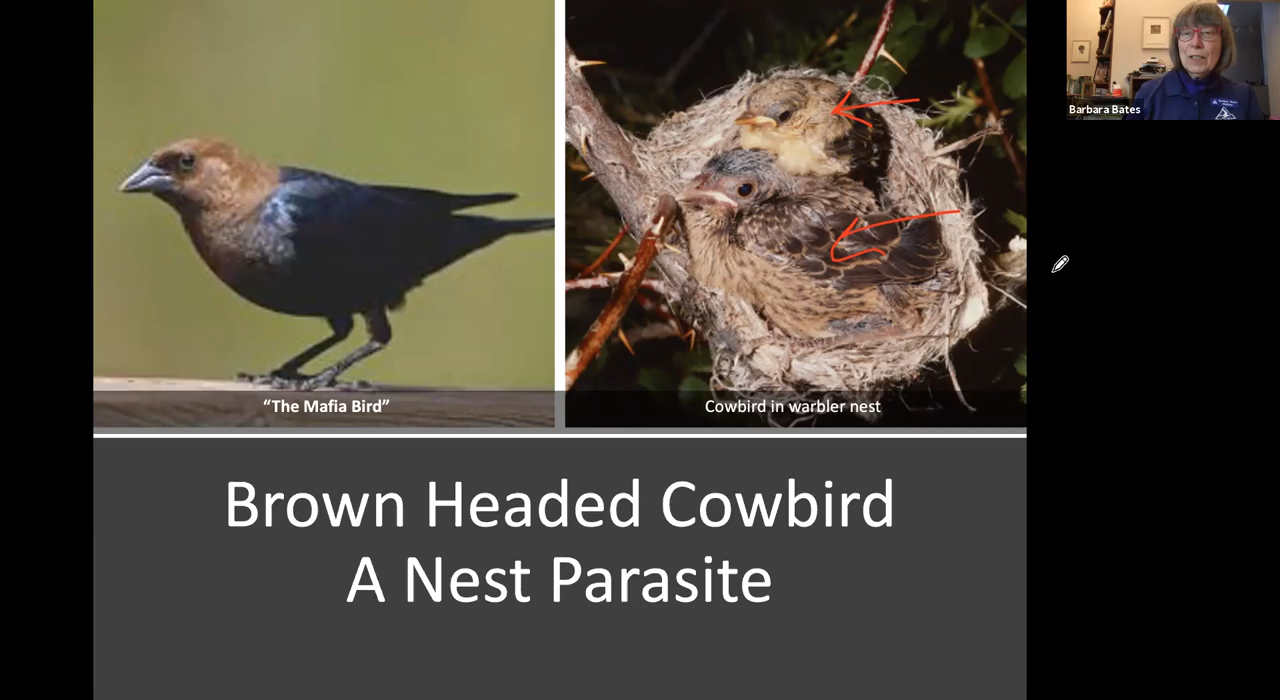 Barbara Bates
“The Mafia Bird”
Cowbird in warbler nest
Brown Headed Cowbird
A Nest Parasite